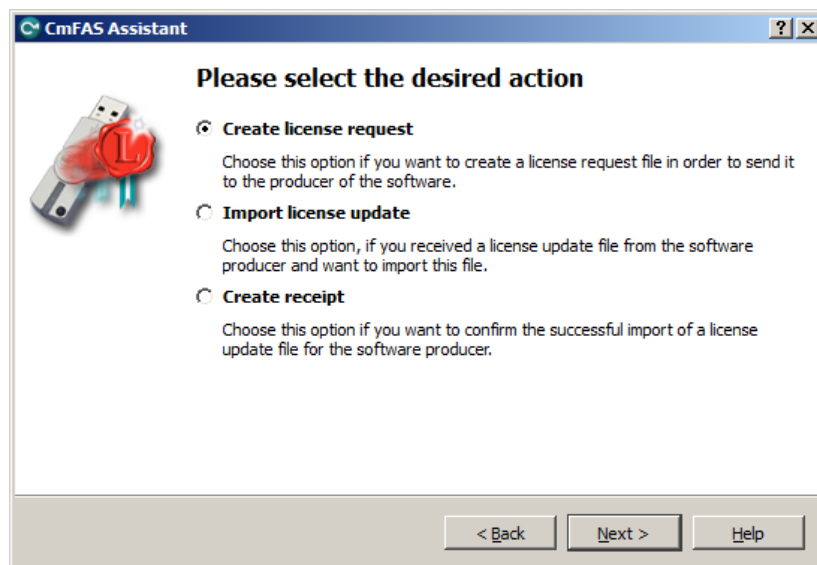 CmFAS Assistant
Please select the desired action
Create license request
Choose this option if you want to create a license request file in order to send it
to the producer of the software.
Import license update
Choose this option, if you received a license update file from the software
producer and want to import this file.
Create receipt
Choose this option if you want to confirm the successful import of a license
update file for the software producer.
L
< Back Next > Help